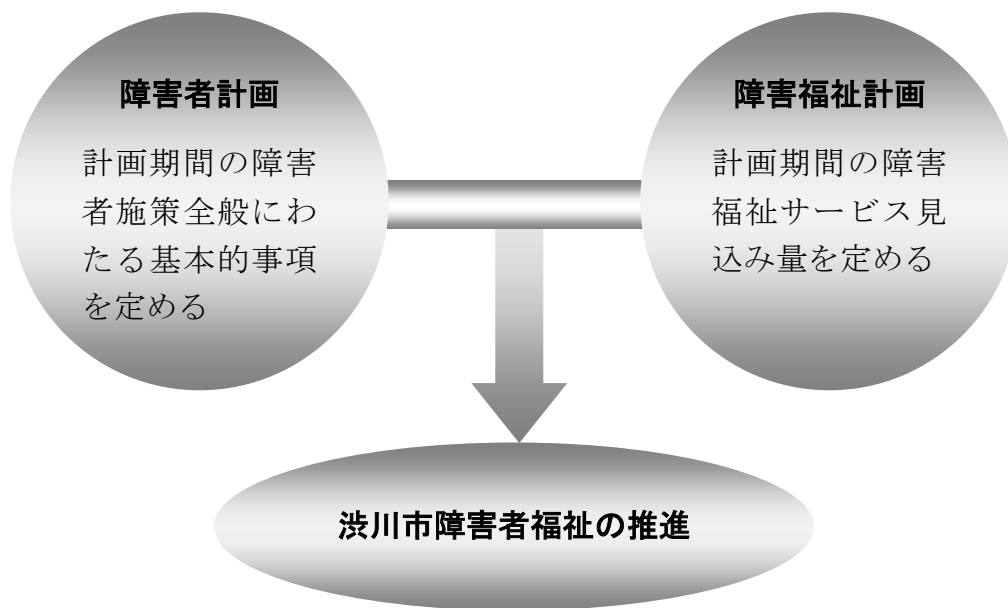 障害者計画
計画期間の障害
者施策全般にわ
たる基本的事項
を定める
障害福祉計画
計画期間の障害
福祉サービス見
込み量を定める
渋川市障害者福祉の推進